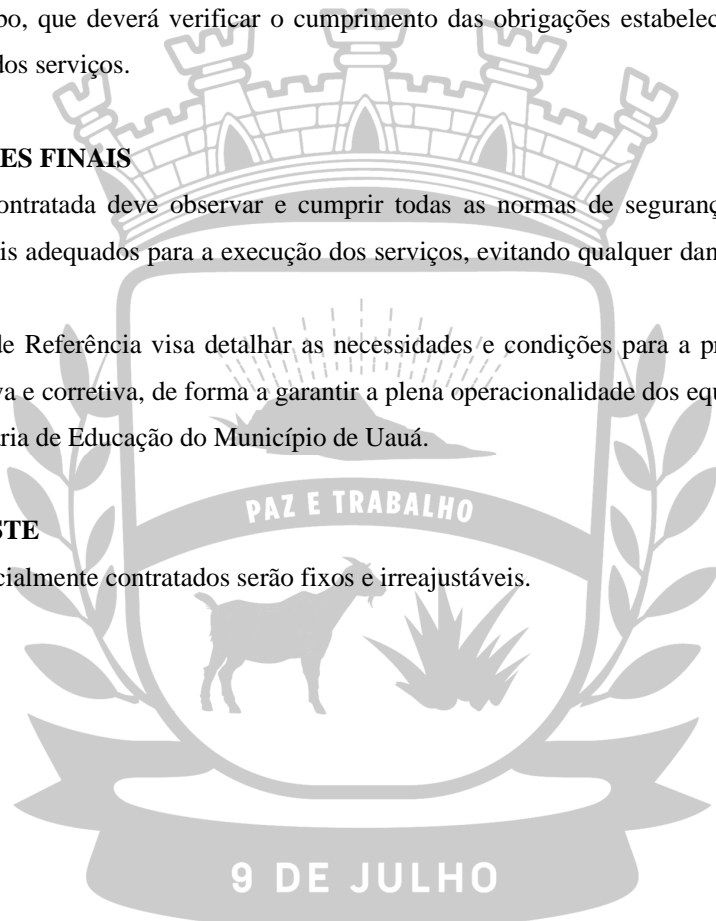 po, que deverá verificar o cumprimento das obrigações estabelec
dos serviços.
ES FINAIS
ontratada deve observar e cumprir todas as normas de seguranç
is adequados para a execução dos serviços, evitando qualquer dan
de Referência visa detalhar as necessidades e condições para a pr
va e corretiva, de forma a garantir a plena operacionalidade dos equ
ria de Educação do Município de Uauá.
PAZ E TRABALHO
STE
cialmente contratados serão fixos e irreajustáveis.
9 DE JULHO